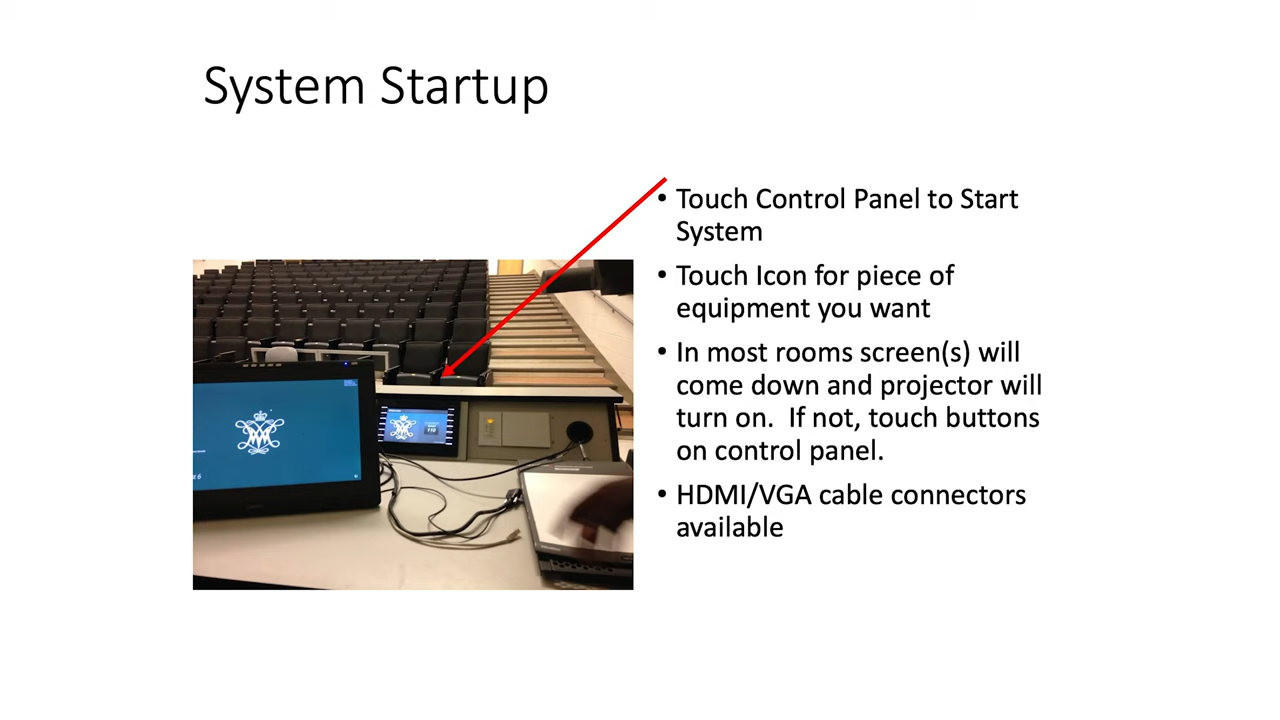 System Startup
• Touch Control Panel to Start
System
• Touch Icon for piece of
equipment you want
• In most rooms screen(s) will
come down and projector will
turn on.  If not, touch buttons
on control panel.
• HDMI/VGA cable connectors
available